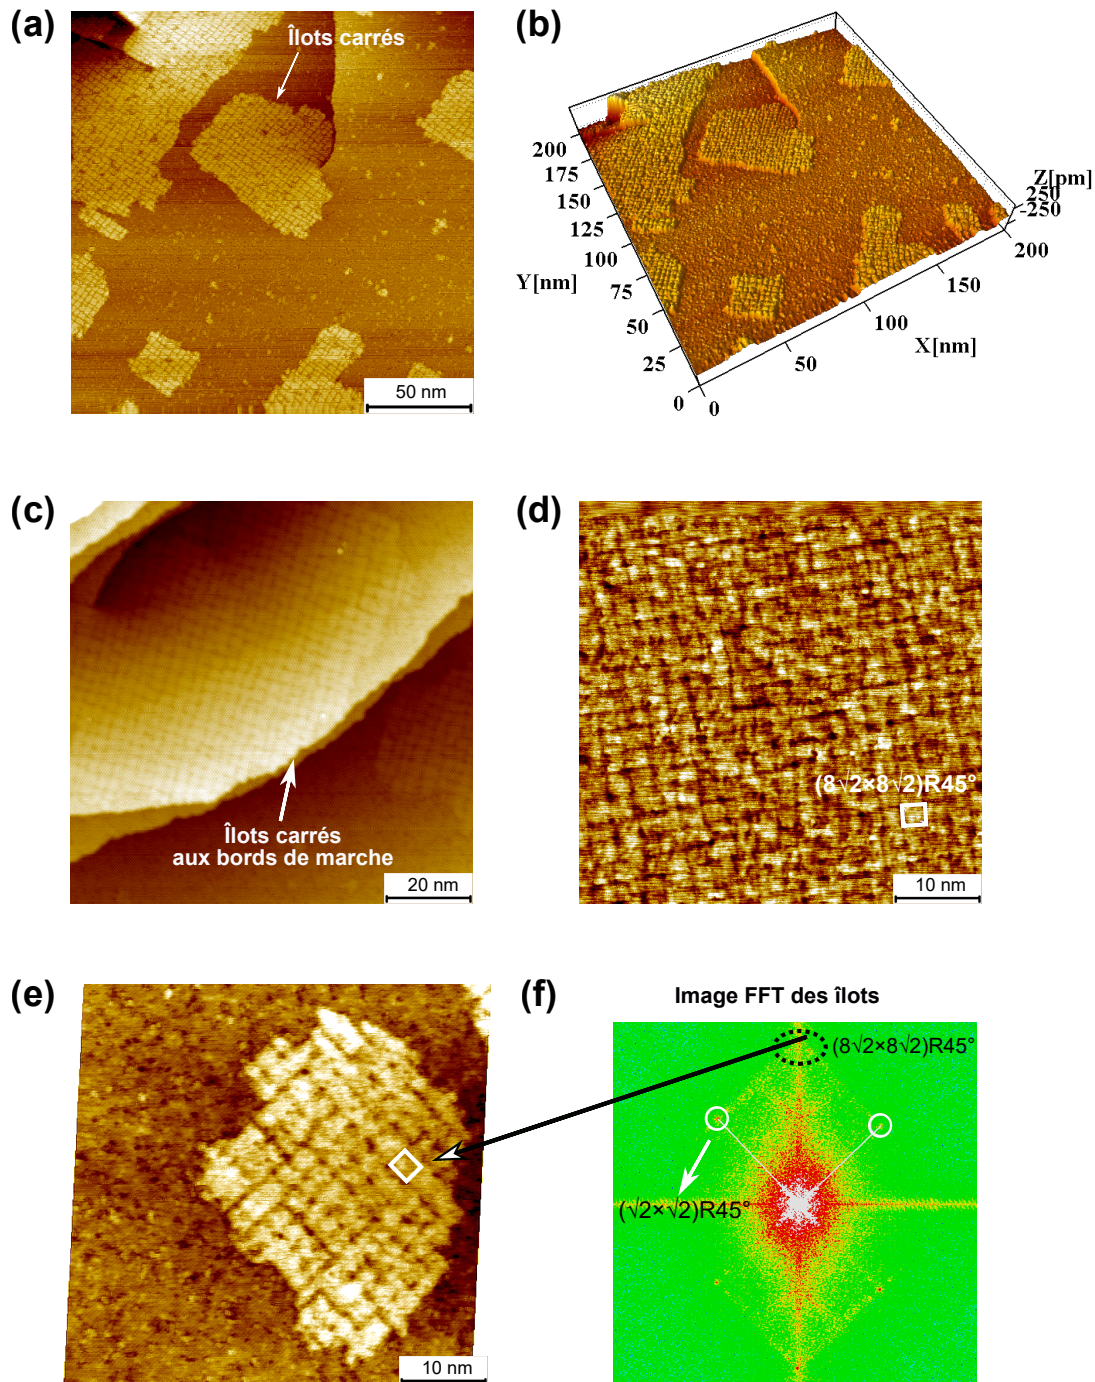 (a)
Îlots carrés
50 nm
(b)
200
175
150
125
100
75
50
25
0
Y[nm]
0
50
100
150
200
X[nm]
Z[pm]
250
-250
(c)
Îlots carrés
aux bords de marche
20 nm
(d)
(8√2×8√2)R45°
10 nm
(e)
10 nm
(f)
Image FFT des îlots
(8√2×8√2)R45°
(√2×√2)R45°